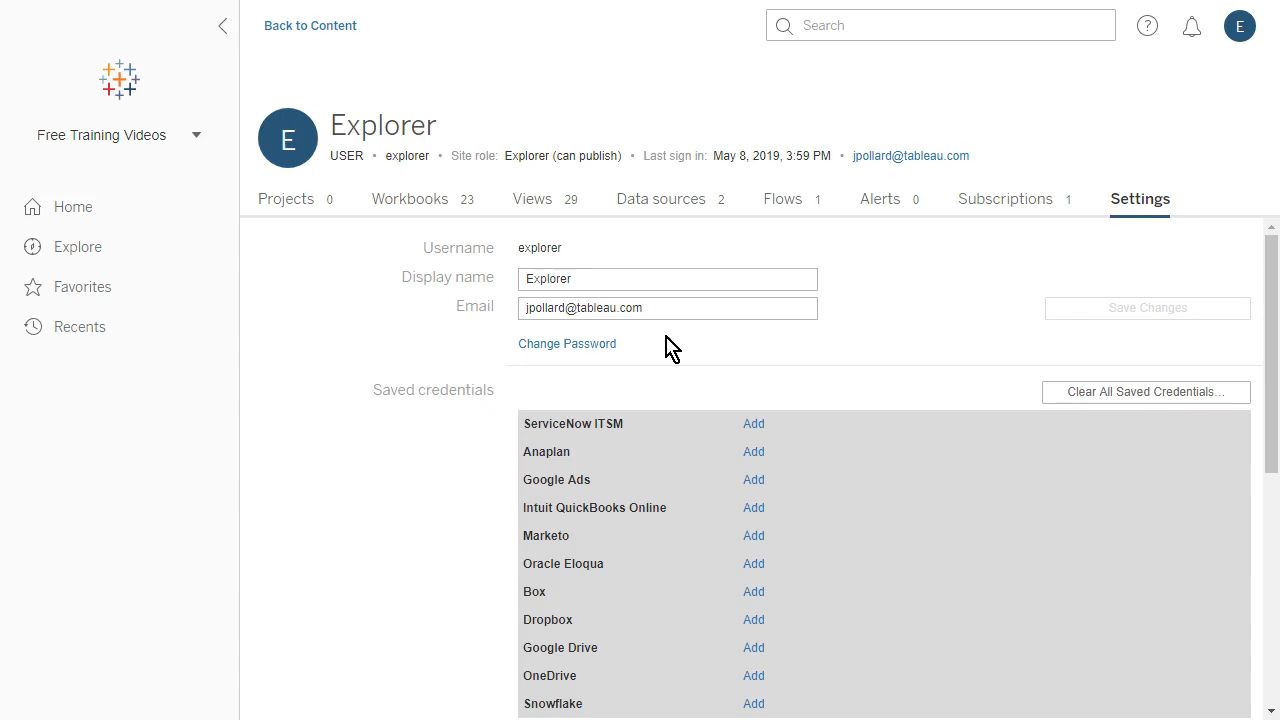 Back to Content
Search
E
Free Training Videos
Home
Explore
Favorites
Recents
E
Explorer
USER • explorer • Site role: Explorer (can publish) • Last sign in: May 8, 2019, 3:59 PM • jpollard@tableau.com
Projects 0 Workbooks 23 Views 29 Data sources 2 Flows 1 Alerts 0 Subscriptions 1 Settings
Username explorer
Display name Explorer
Email jpollard@tableau.com Save Changes
Change Password
Saved credentials Clear All Saved Credentials...
ServiceNow ITSM Add
Anaplan Add
Google Ads Add
Intuit QuickBooks Online Add
Marketo Add
Oracle Eloqua Add
Box Add
Dropbox Add
Google Drive Add
OneDrive Add
Snowflake Add